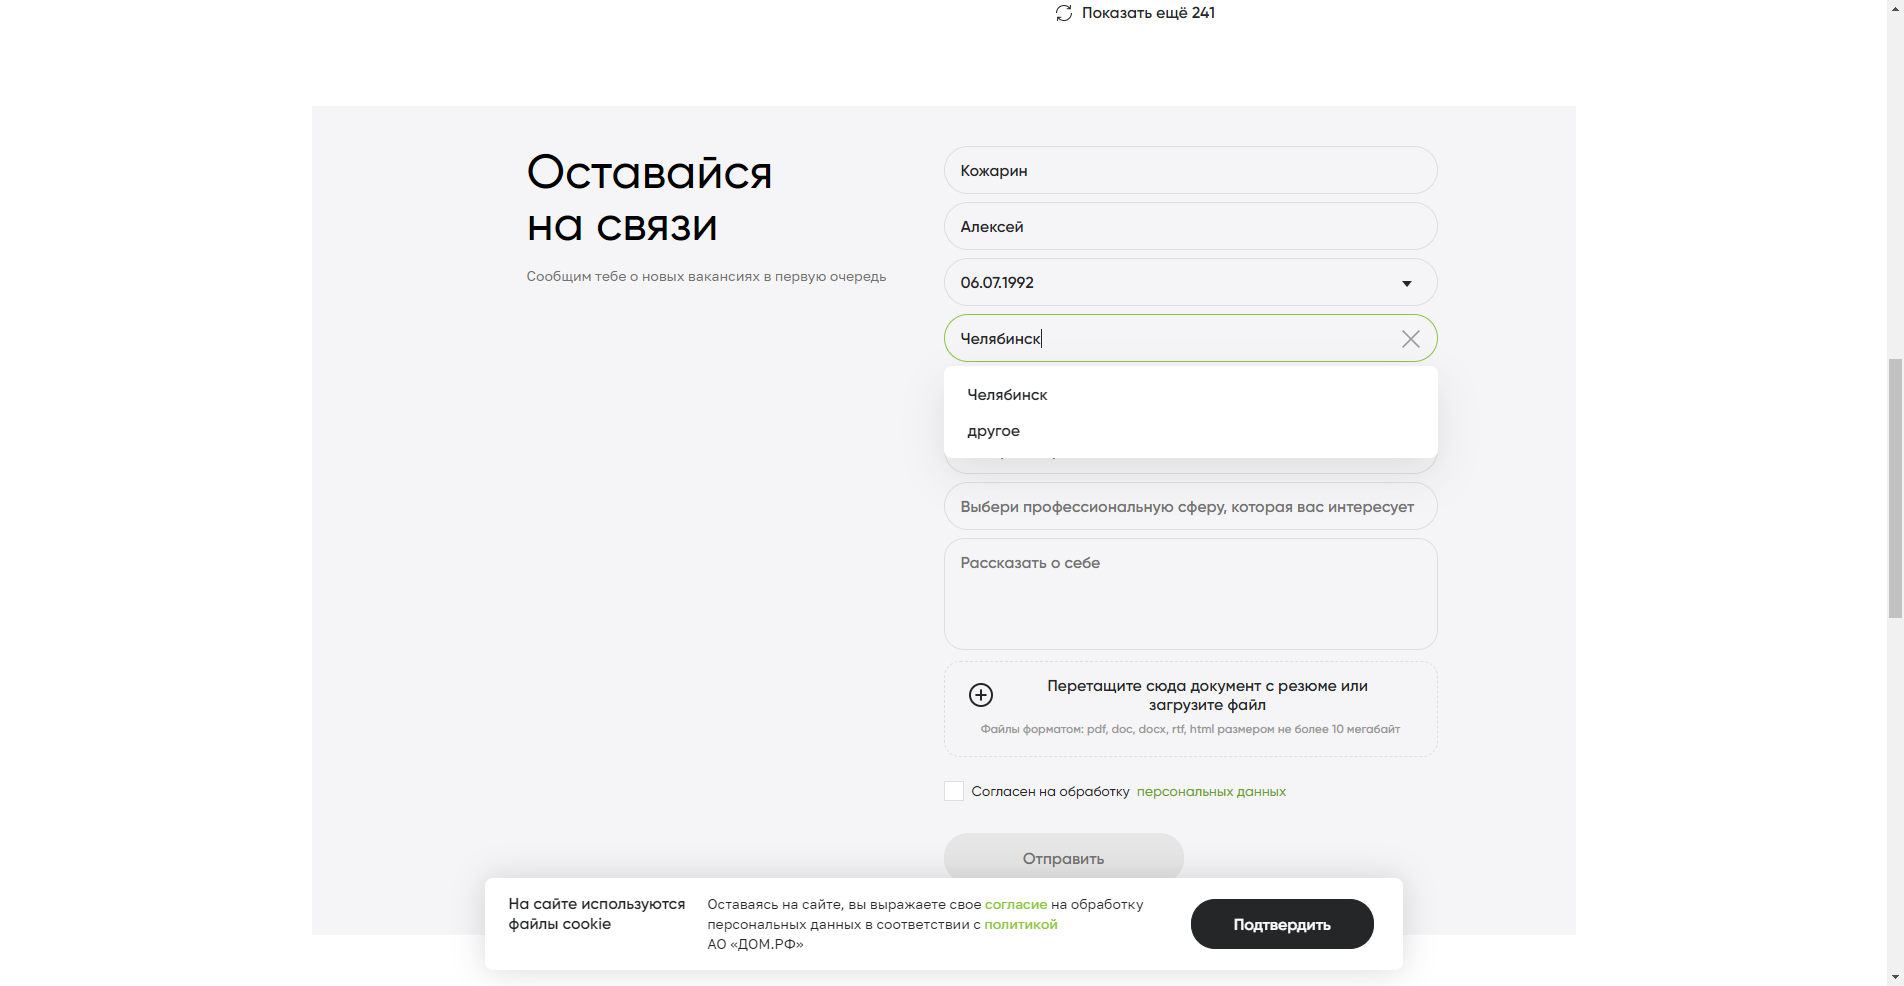 Показать ещё 241
Оставайся
на связи
Сообщим тебе о новых вакансиях в первую очередь
Кожарин
Алексей
06.07.1992
Челябинск
Челябинск
другое
Выбери профессиональную сферу, которая вас интересует
Рассказать о себе
Перетащите сюда документ с резюме или
загрузите файл
Файлы форматом: pdf, doc, docx, rtf, html размером не более 10 мегабайт
Согласен на обработку персональных данных
Отправить
На сайте используются
файлы cookie
Оставаясь на сайте, вы выражаете свое согласие на обработку
персональных данных в соответствии с политикой
АО «ДОМ.РФ»
Подтвердить